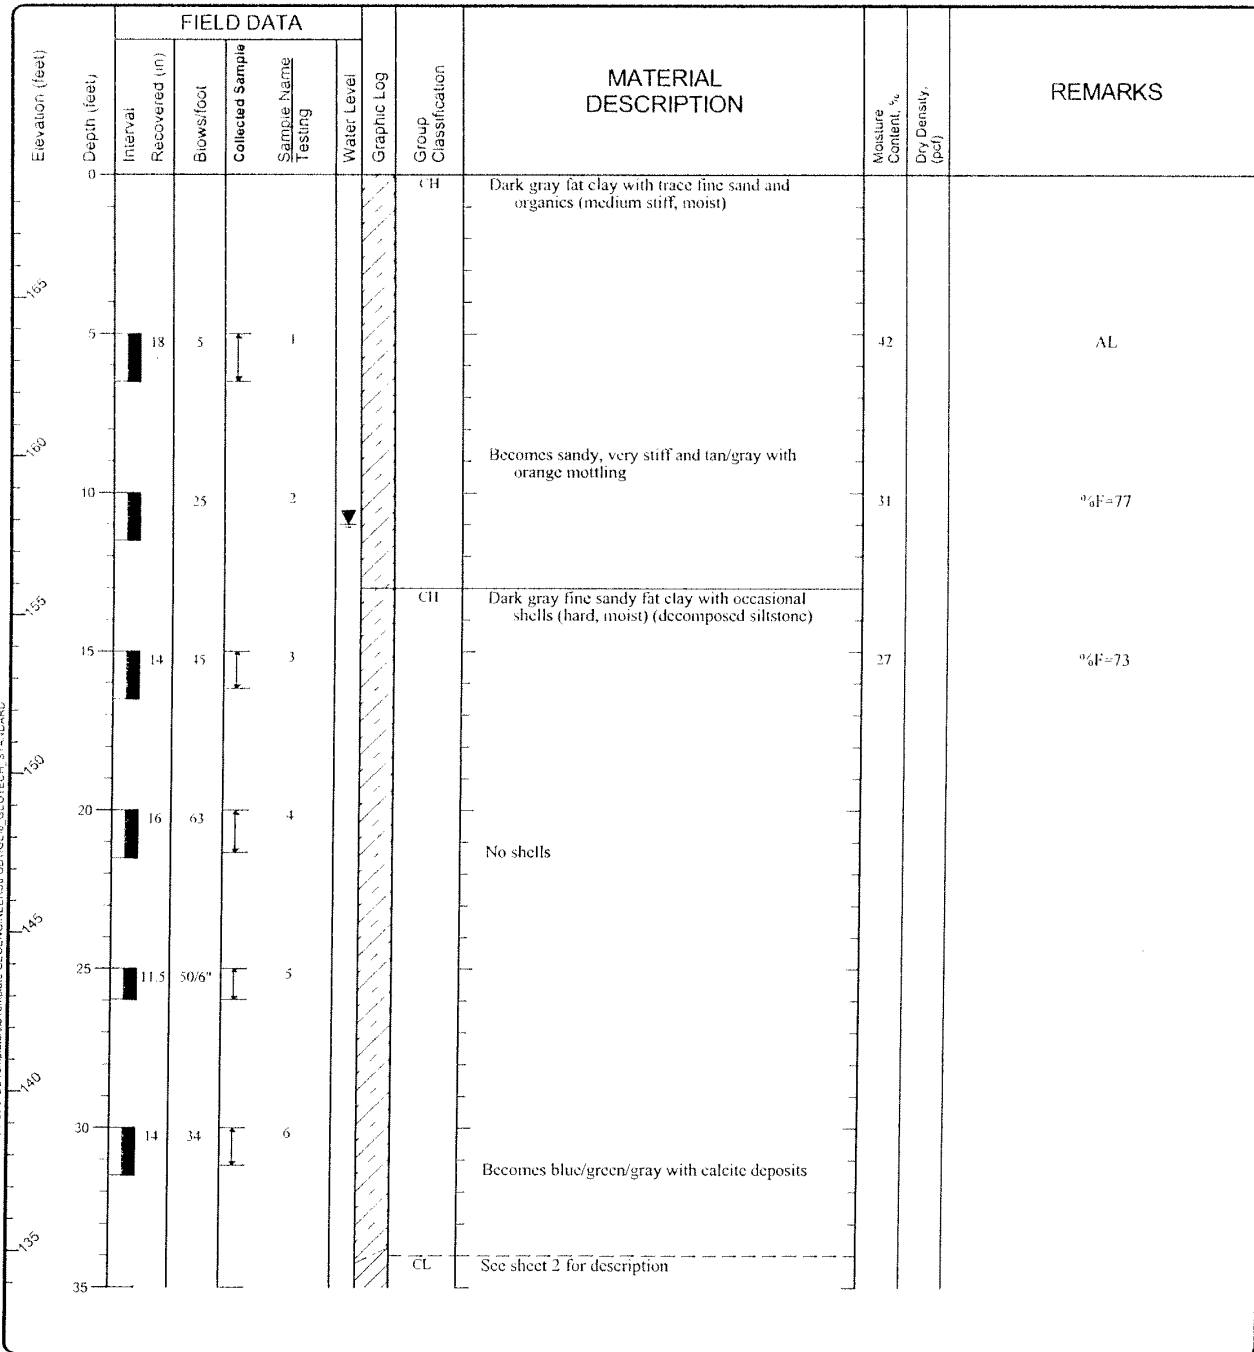 FIELD DATA
Elevation (feet)
Depth (feet)
Interval
Recovered (in)
Blows/foot
Collected Sample
Sample Name
Testing
Water Level
Graphic Log
Group
Classification
MATERIAL
DESCRIPTION
Moisture
Content, %
Dry Density,
(pcf)
REMARKS
0
CH
Dark gray fat clay with trace fine sand and
organics (medium stiff, moist)
165
5 18 5 1 42 AL
160
Becomes sandy, very stiff and tan/gray with
orange mottling
10 25 2 31 %F=77
155
CH
Dark gray fine sandy fat clay with occasional
shells (hard, moist) (decomposed siltstone)
15 14 45 3 27 %F=73
150
20 16 63 4
No shells
145
25 11.5 50/6" 5
140
30 14 34 6
Becomes blue/green/gray with calcite deposits
135
CL See sheet 2 for description
35